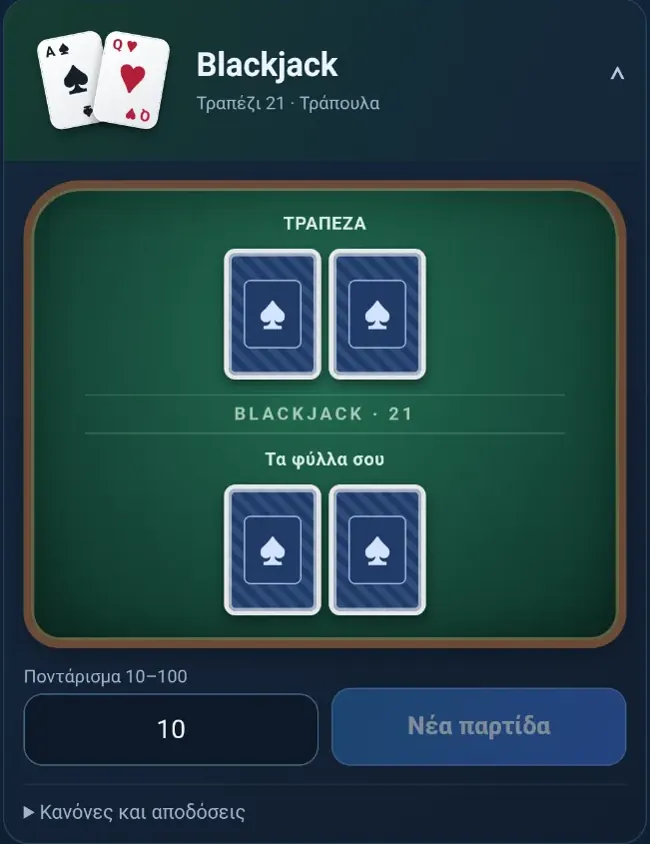 A
Q
Q
Blackjack
Τραπέζι 21 · Τράπουλα
ΤΡΑΠΕΖΑ
BLACKJACK · 21
Τα φύλλα σου
Ποντάρισμα 10–100
10
Νέα παρτίδα
Κανόνες και αποδόσεις